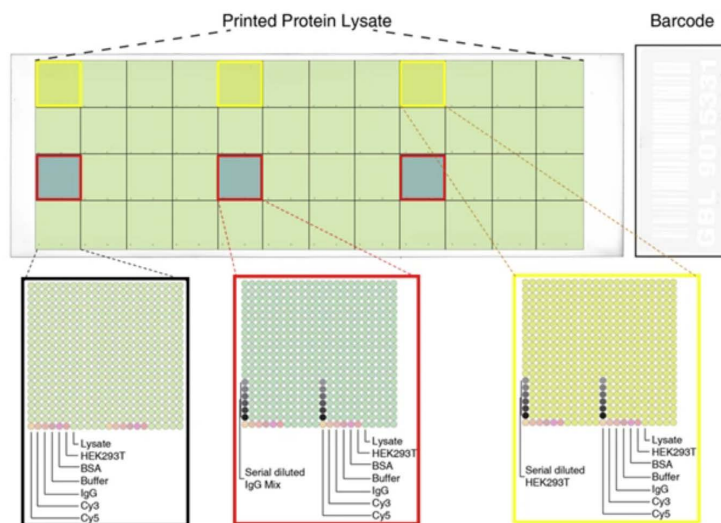 Printed Protein Lysate
Barcode
GBL 9015331
Lysate
HEK293T
BSA
Buffer
IgG
Cy3
Cy5
Serial diluted
IgG Mix
Lysate
HEK293T
BSA
Buffer
IgG
Cy3
Cy5
Serial diluted
HEK293T
Lysate
HEK293T
BSA
Buffer
IgG
Cy3
Cy5